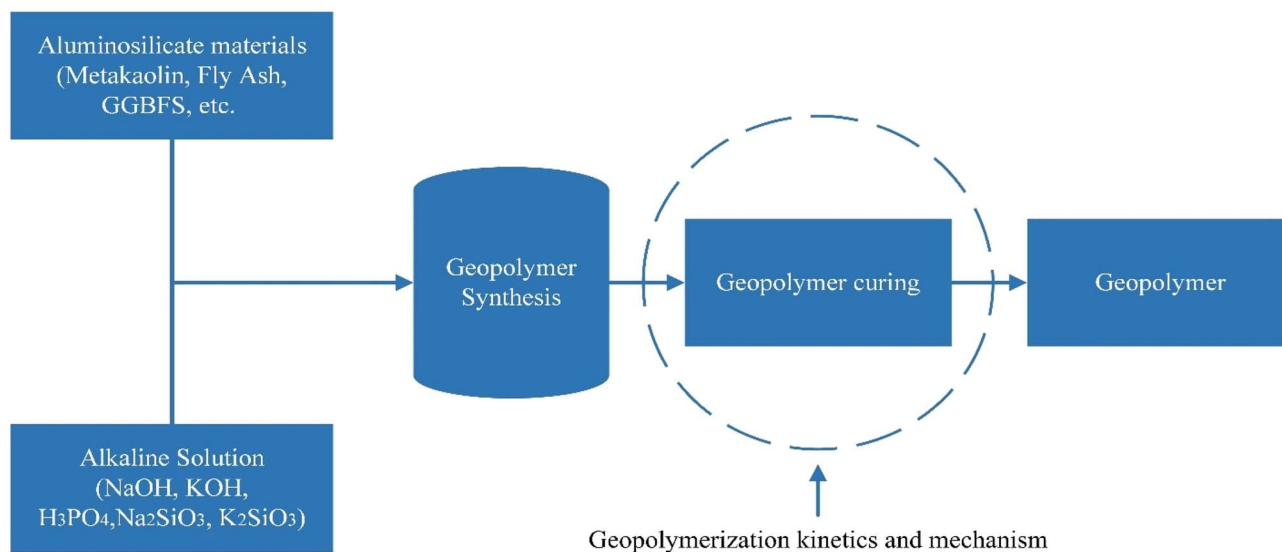 Aluminosilicate materials
(Metakaolin, Fly Ash,
GGBFS, etc.
Geopolymer
Synthesis
Geopolymer curing
Geopolymer
Alkaline Solution
(NaOH, KOH,
H₃PO₄,Na₂SiO₃, K₂SiO₃)
Geopolymerization kinetics and mechanism